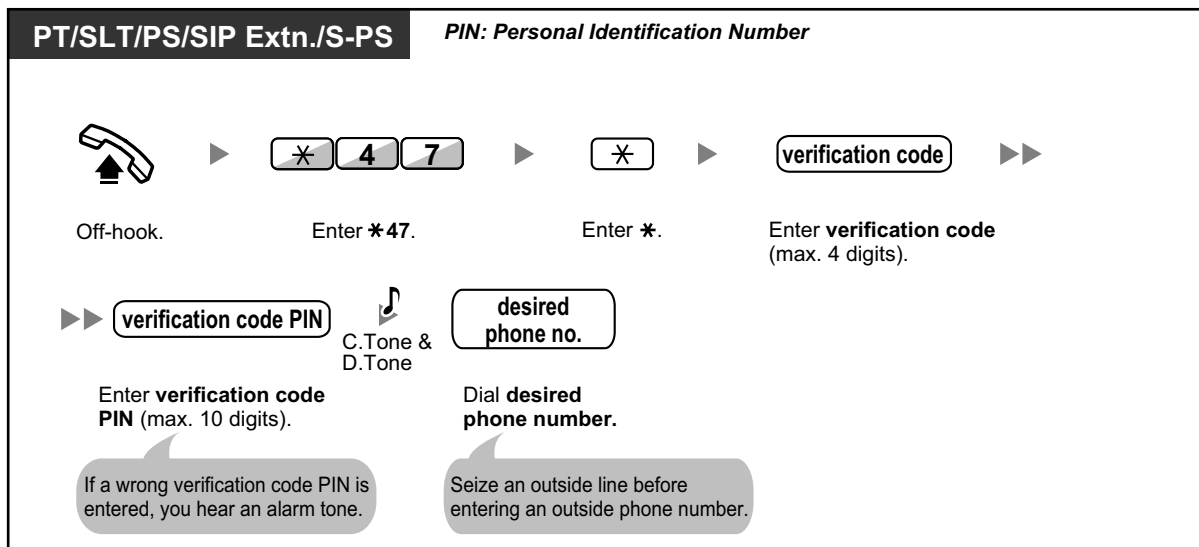 PT/SLT/PS/SIP Extn./S-PS
PIN: Personal Identification Number
* 4 7
*
verification code
Off-hook.
Enter *47.
Enter *.
Enter verification code
(max. 4 digits).
verification code PIN
C.Tone &
D.Tone
desired
phone no.
Enter verification code
PIN (max. 10 digits).
Dial desired
phone number.
If a wrong verification code PIN is
entered, you hear an alarm tone.
Seize an outside line before
entering an outside phone number.